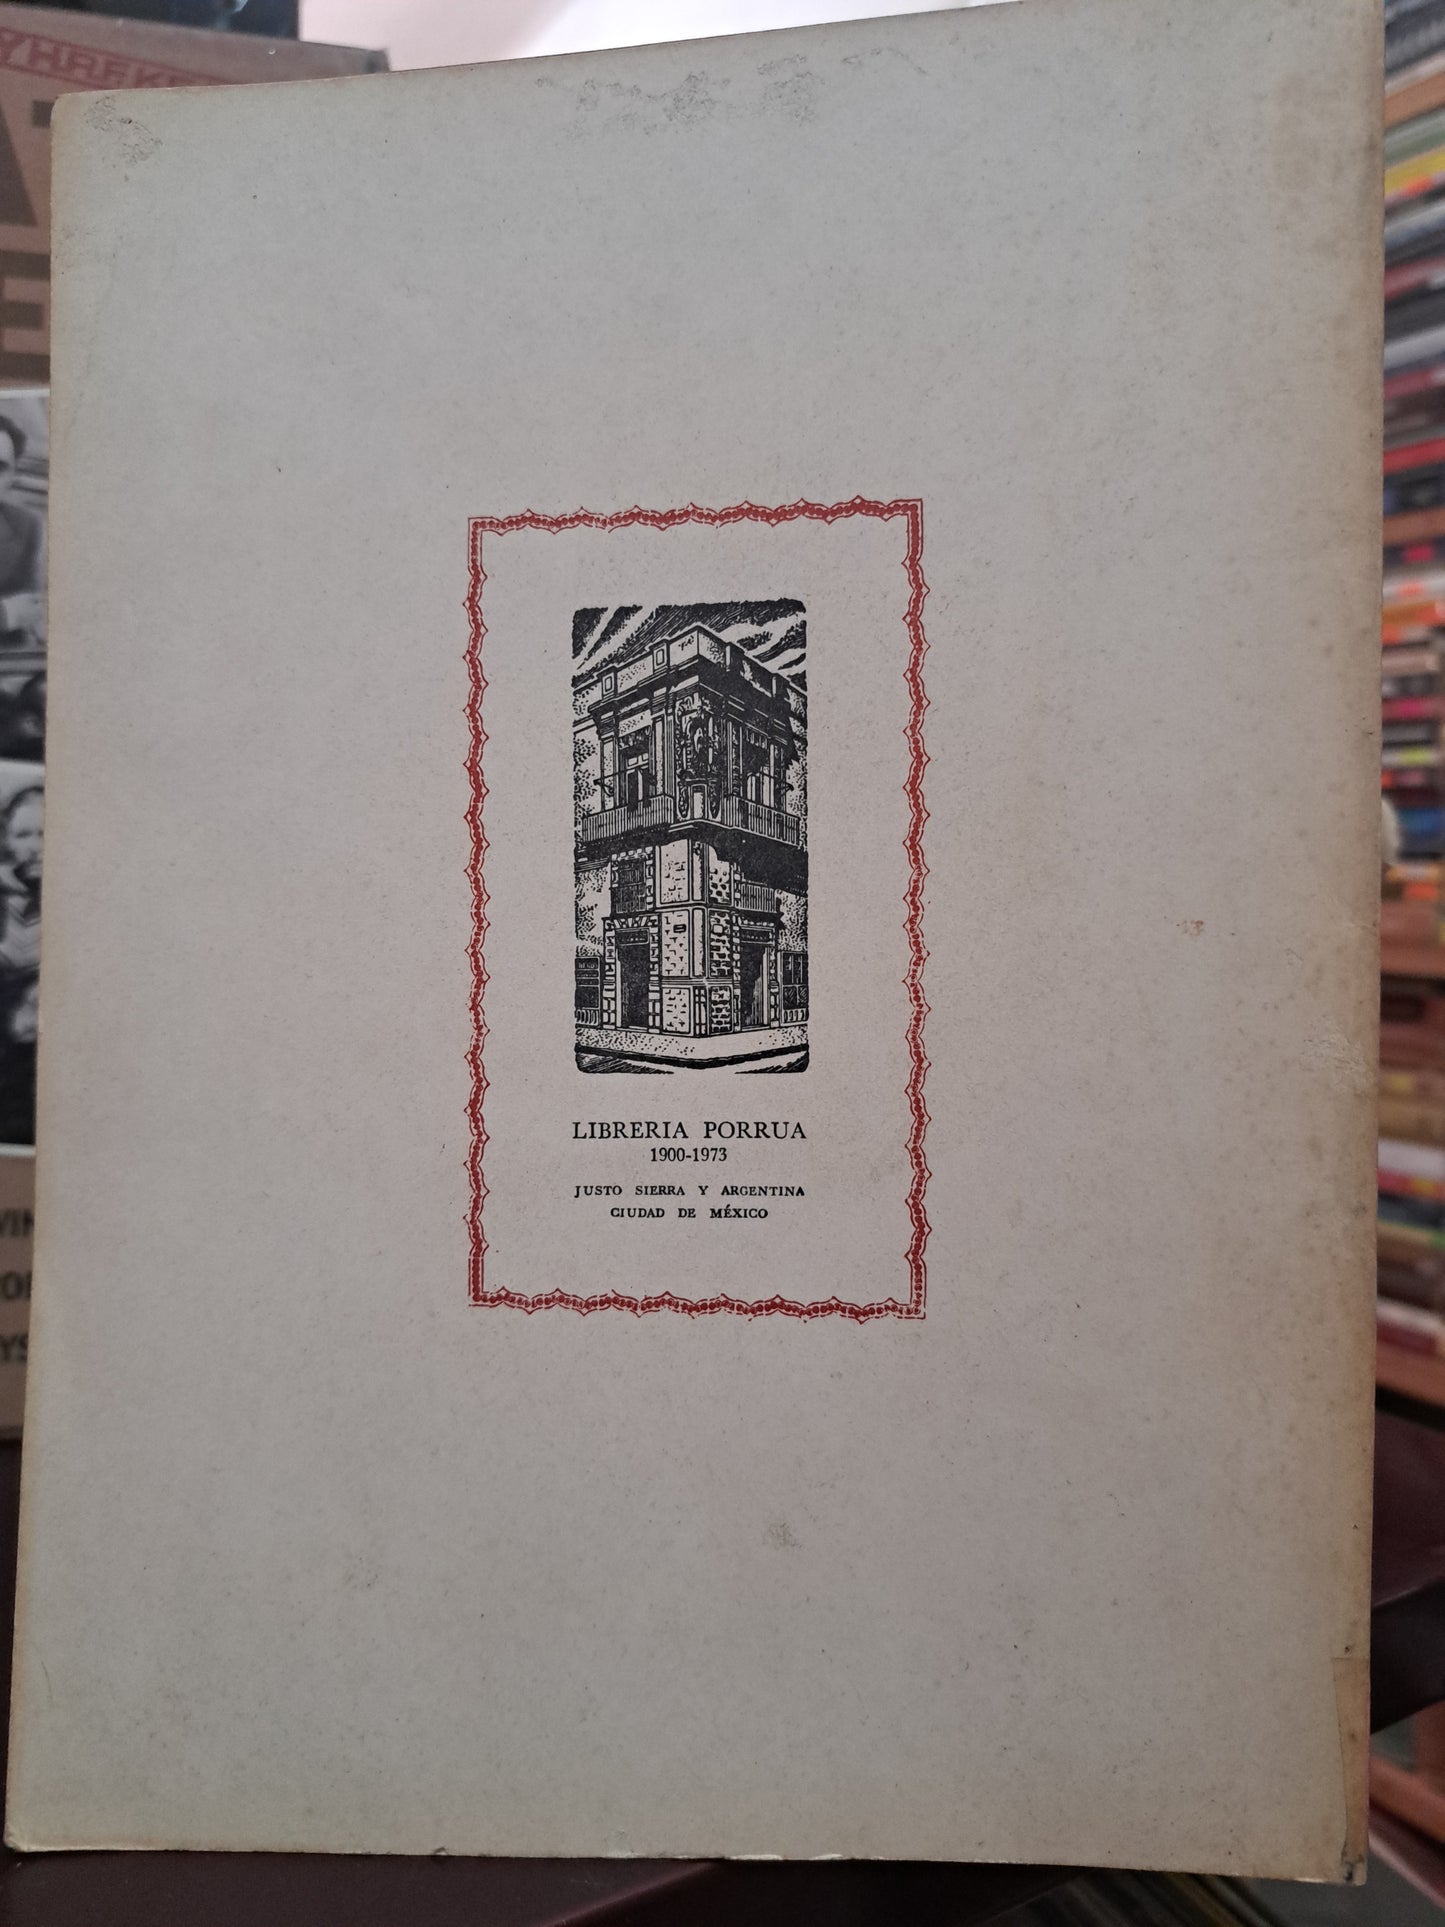 LIBRERIA PORRUA
1900-1973
JUSTO SIERRA Y ARGENTINA
CIUDAD DE MÉXICO